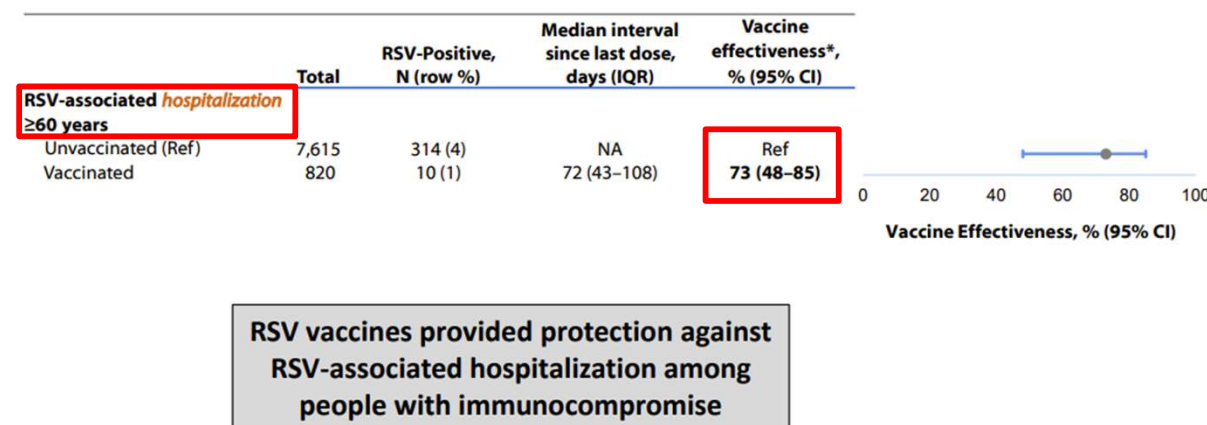 Total RSV-Positive, N (row %) Median interval since last dose, days (IQR) Vaccine effectiveness*, % (95% CI)
RSV-associated hospitalization
≥60 years
Unvaccinated (Ref) 7,615 314 (4) NA Ref
Vaccinated 820 10 (1) 72 (43–108) 73 (48–85)
0 20 40 60 80 100
Vaccine Effectiveness, % (95% CI)
RSV vaccines provided protection against
RSV-associated hospitalization among
people with immunocompromise